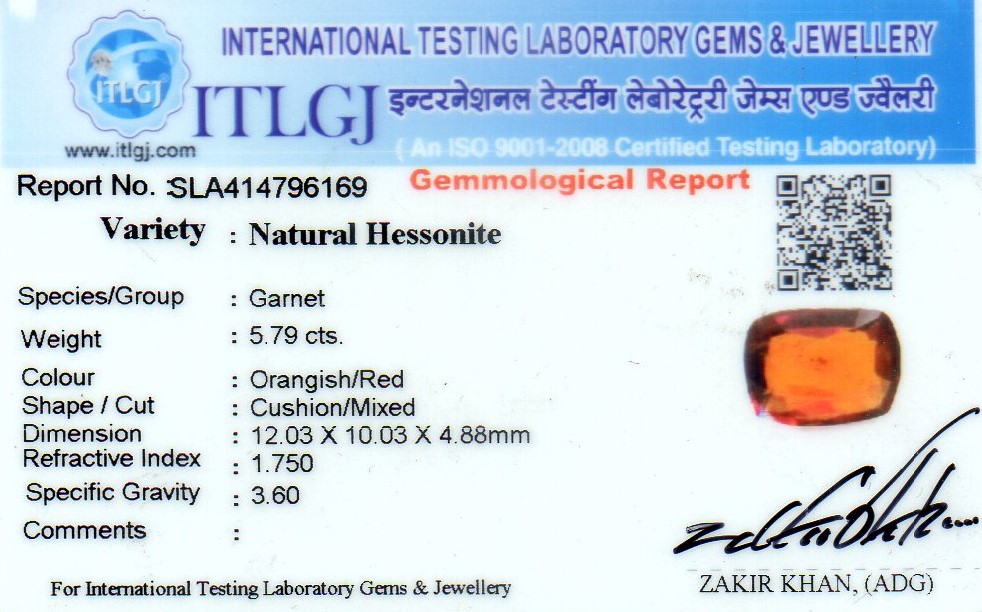 INTERNATIONAL TESTING LABORATORY GEMS & JEWELLERY
ITLGJ
ITLGJ
इन्टरनेशनल टेस्टींग लेबोरेट्ररी जेम्स एण्ड ज्वैलरी
www.itlgj.com
( An ISO 9001-2008 Certified Testing Laboratory)
Report No. :SLA414796169
Gemmological Report
Variety : Natural Hessonite
Species/Group : Garnet
Weight : 5.79 cts.
Colour : Orangish/Red
Shape / Cut : Cushion/Mixed
Dimension : 12.03 X 10.03 X 4.88mm
Refractive Index : 1.750
Specific Gravity : 3.60
Comments :
For International Testing Laboratory Gems & Jewellery
ZAKIR KHAN, (ADG)